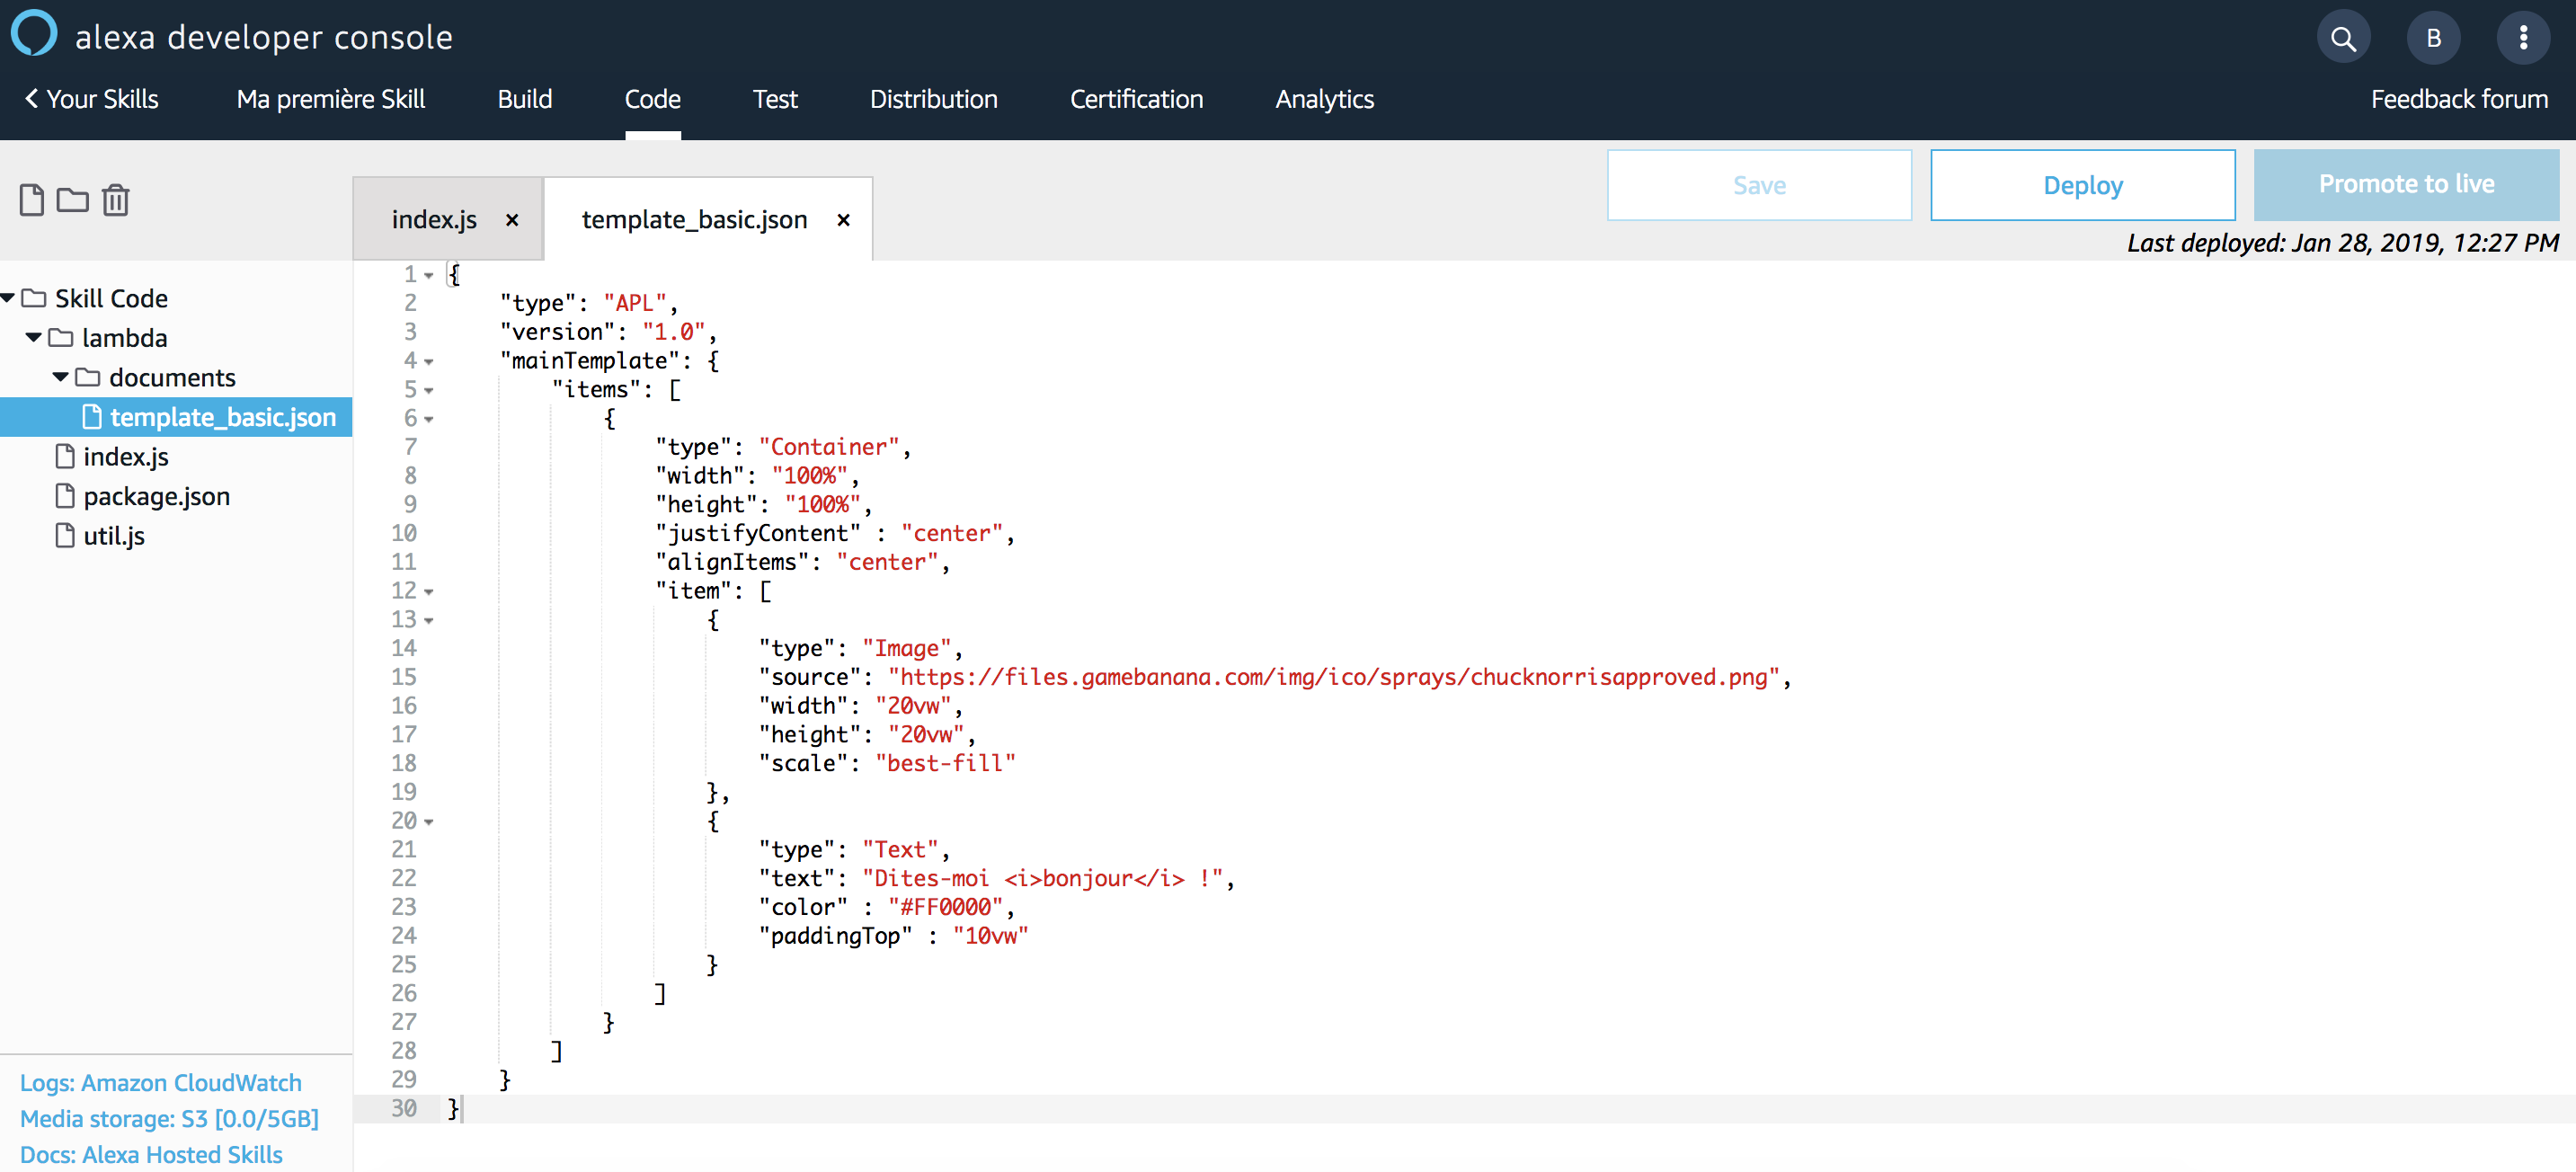 alexa developer console
B
Your Skills
Ma première Skill
Build
Code
Test
Distribution
Certification
Analytics
Feedback forum
index.js ×
template_basic.json ×
Save
Deploy
Promote to live
Last deployed: Jan 28, 2019, 12:27 PM
Skill Code
lambda
documents
template_basic.json
index.js
package.json
util.js
Logs: Amazon CloudWatch
Media storage: S3 [0.0/5GB]
Docs: Alexa Hosted Skills
1 {
2     "type": "APL",
3     "version": "1.0",
4     "mainTemplate": {
5         "items": [
6             {
7                 "type": "Container",
8                 "width": "100%",
9                 "height": "100%",
10                 "justifyContent" : "center",
11                 "alignItems": "center",
12                 "item": [
13                     {
14                         "type": "Image",
15                         "source": "https://files.gamebanana.com/img/ico/sprays/chucknorrisapproved.png",
16                         "width": "20vw",
17                         "height": "20vw",
18                         "scale": "best-fill"
19                     },
20                     {
21                         "type": "Text",
22                         "text": "Dites-moi <i>bonjour</i> !",
23                         "color" : "#FF0000",
24                         "paddingTop" : "10vw"
25                     }
26                 ]
27             }
28         ]
29     }
30 }